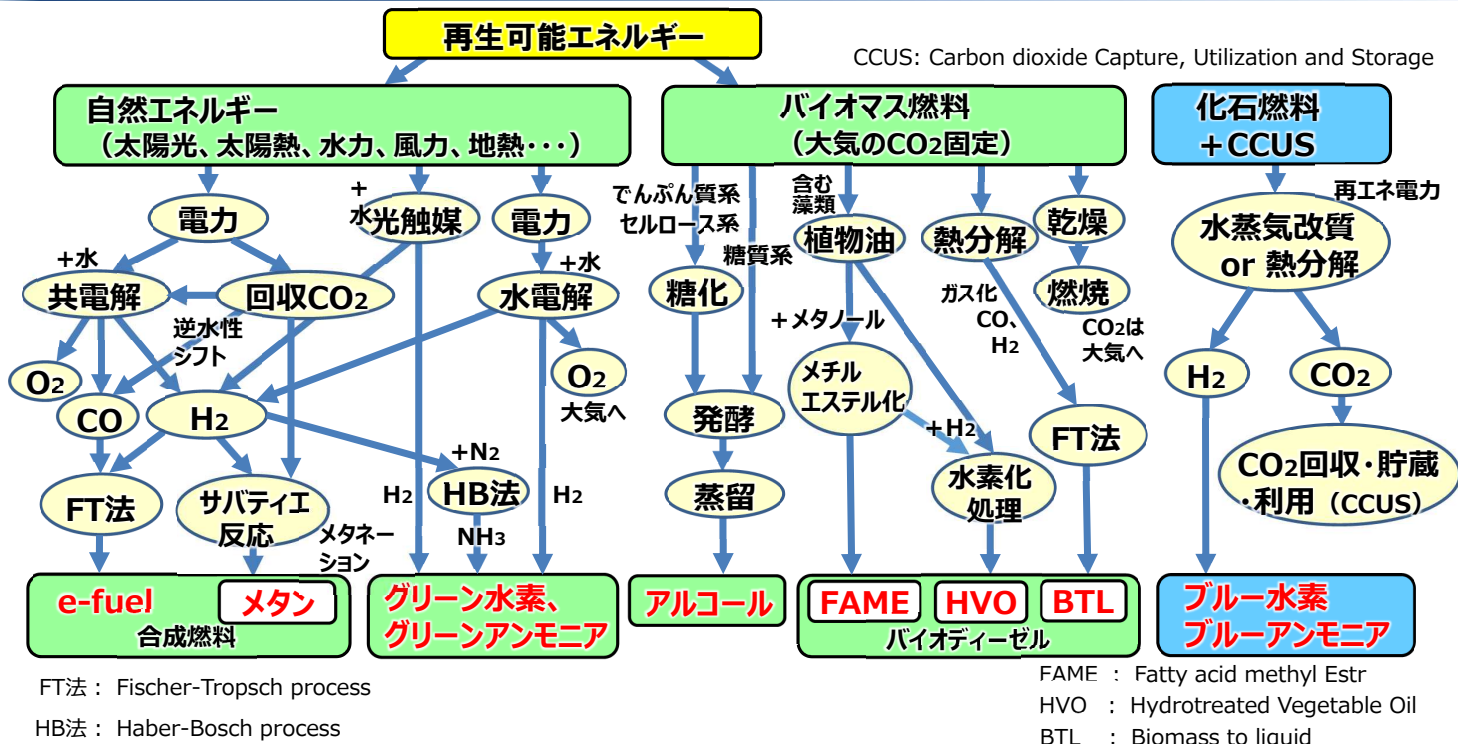 再生可能エネルギー
CCUS: Carbon dioxide Capture, Utilization and Storage
自然エネルギー
（太陽光、太陽熱、水力、風力、地熱･･･）
バイオマス燃料
（大気のCO2固定）
化石燃料
＋CCUS
電力
＋
水
光触媒
電力
でんぷん質系
セルロース系
糖質系
含む
藻類
植物油
熱分解
乾燥
再エネ電力
水蒸気改質
or 熱分解
＋水
共電解
回収CO2
＋水
水電解
糖化
ガス化
CO、
H2
燃焼
CO2は
大気へ
逆水性
シフト
＋メタノール
O2
CO
H2
O2
大気へ
メチル
エステル化
H2
CO2
発酵
＋H2
FT法
＋N2
FT法
サバティエ
反応
メタネー
ション
H2
HB法
NH3
H2
蒸留
水素化
処理
CO2回収･貯蔵
･利用（CCUS）
e-fuel
メタン
合成燃料
グリーン水素、
グリーンアンモニア
アルコール
FAME
HVO
BTL
バイオディーゼル
ブルー水素
ブルーアンモニア
FT法： Fischer-Tropsch process
HB法： Haber-Bosch process
FAME ： Fatty acid methyl Estr
HVO ： Hydrotreated Vegetable Oil
BTL ： Biomass to liquid